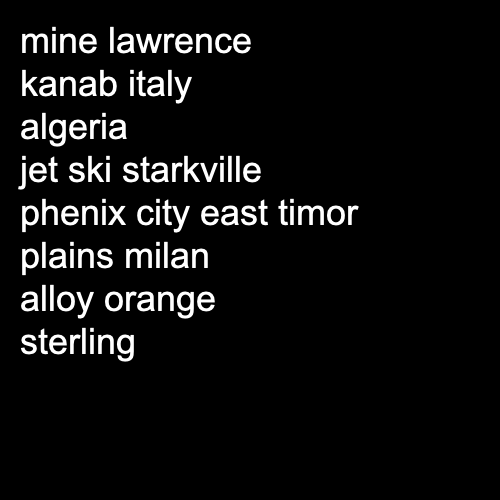 mine lawrence
kanab italy
algeria
jet ski starkville
phenix city east timor
plains milan
alloy orange
sterling